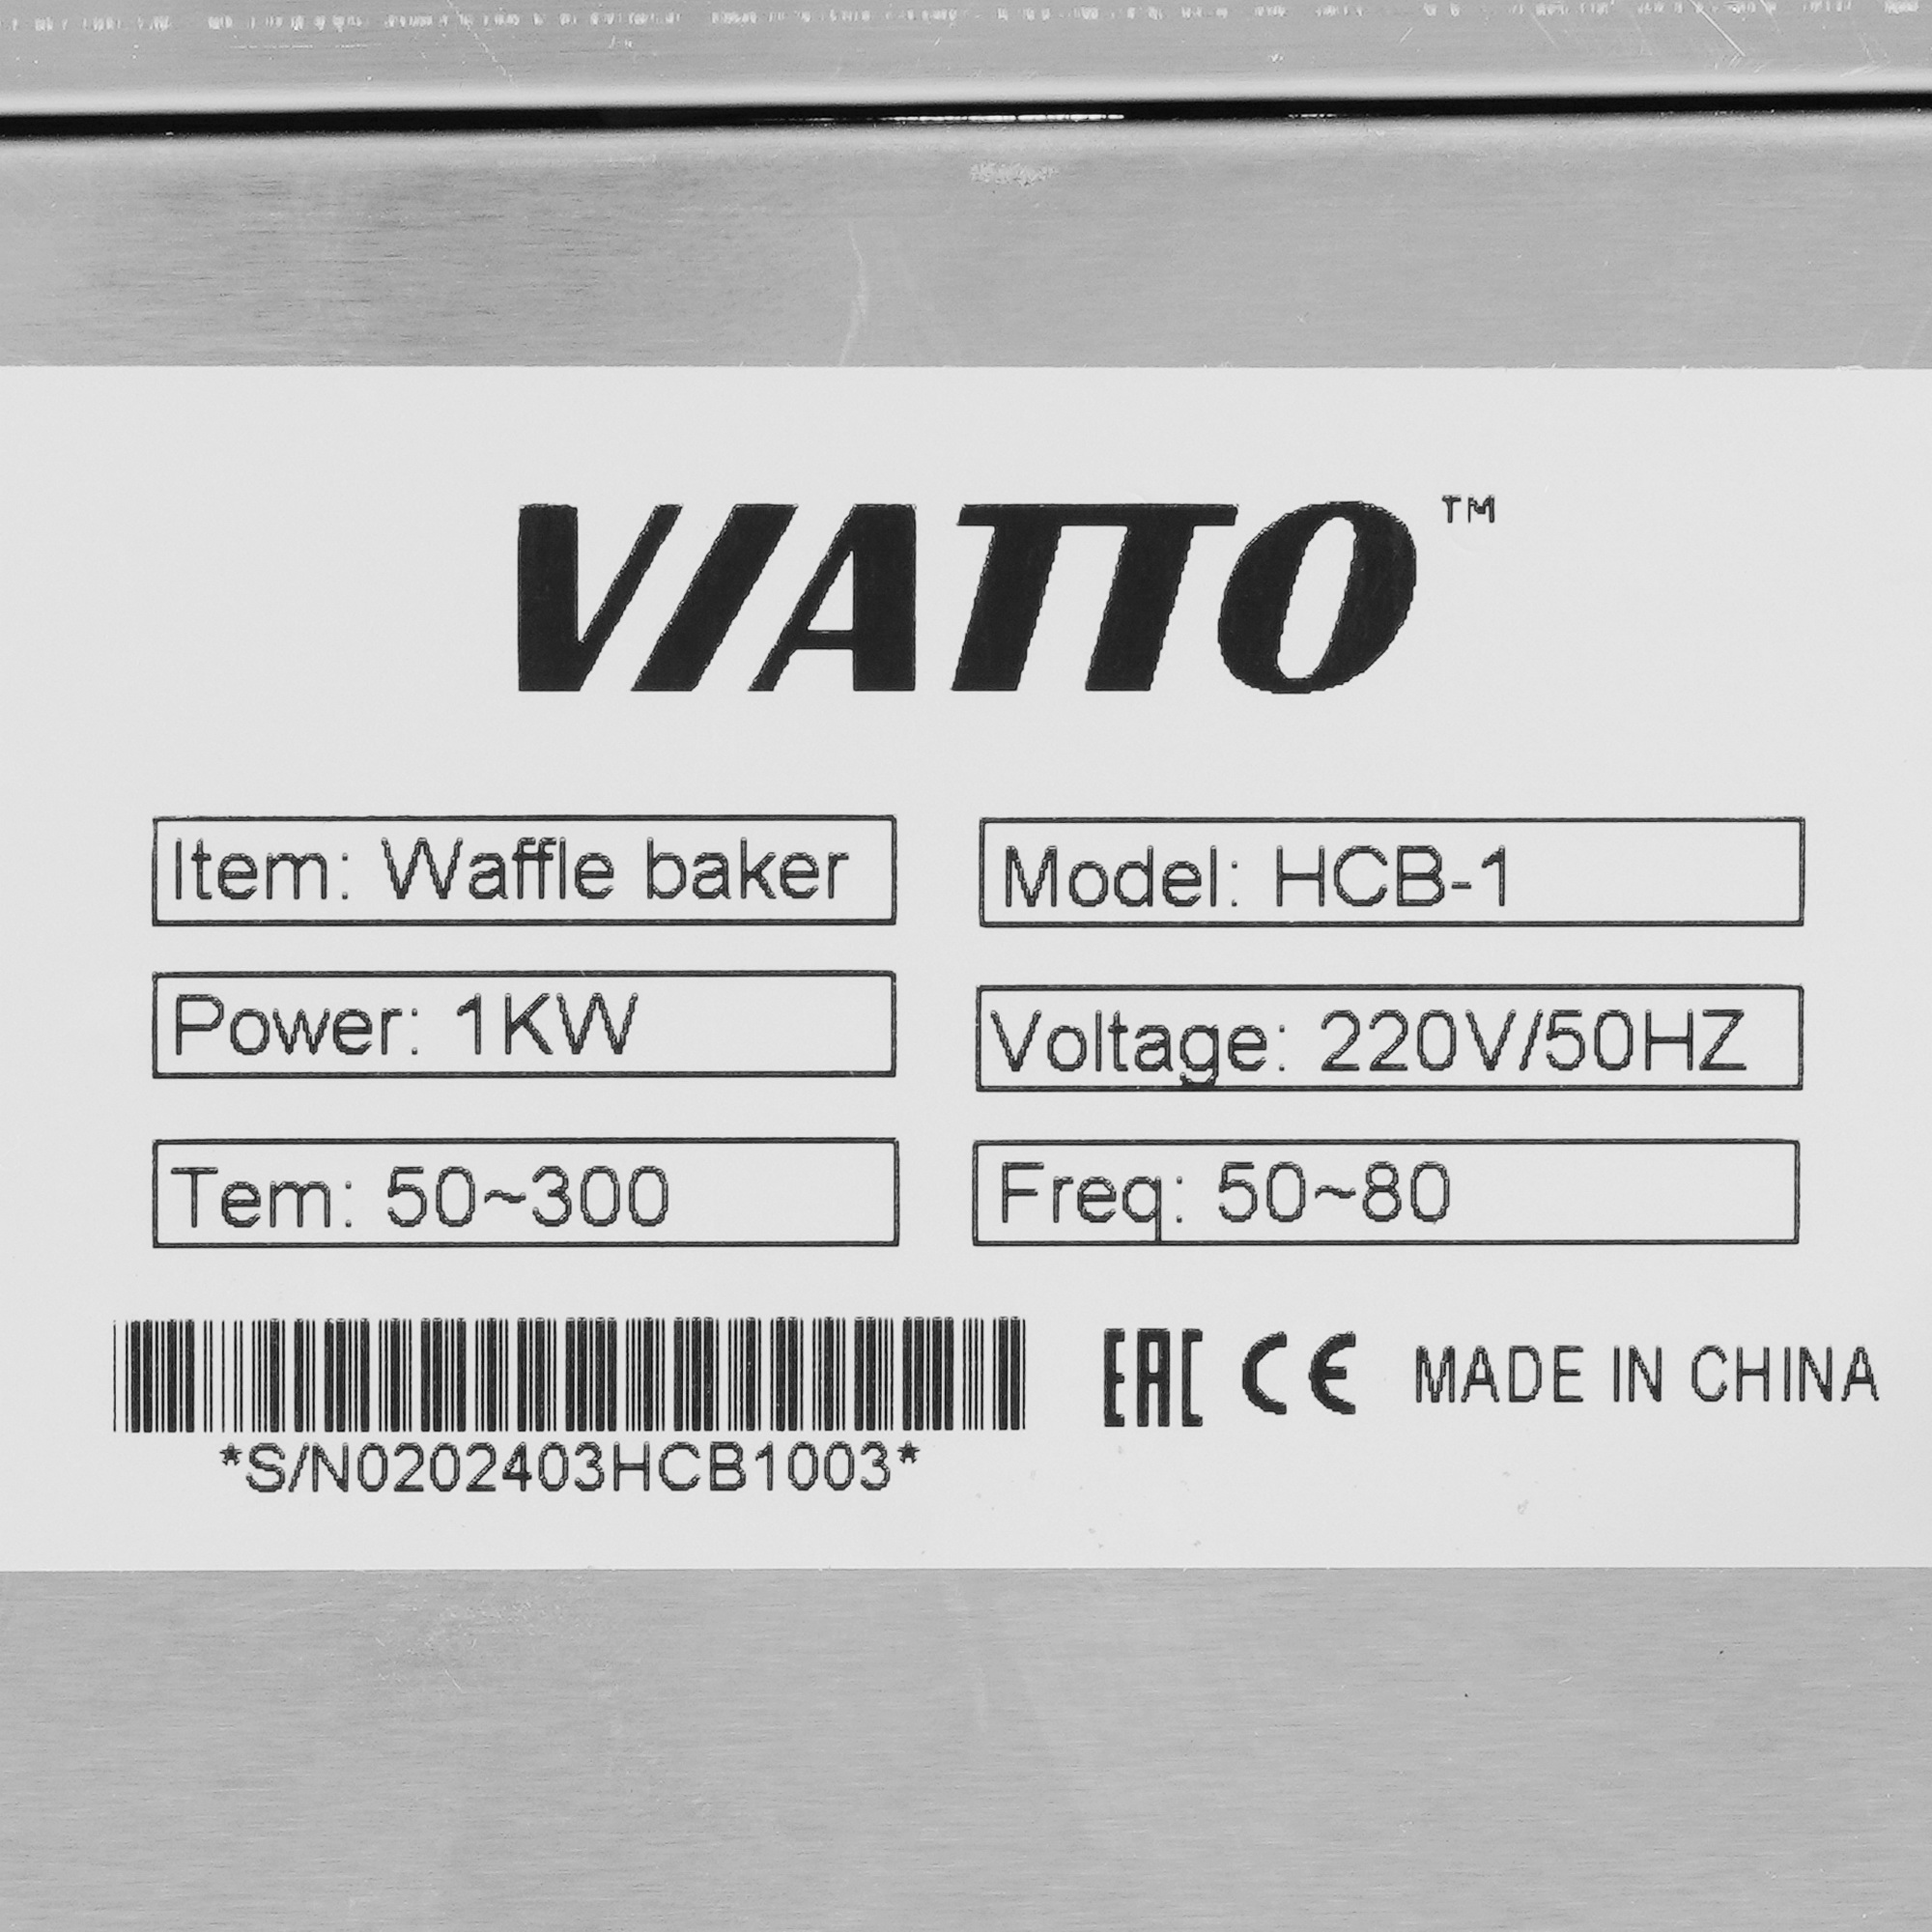 VIATTO™
Item: Waffle baker
Model: HCB-1
Power: 1KW
Voltage: 220V/50HZ
Tem: 50~300
Freq: 50~80
EAC CE MADE IN CHINA
*S/N0202403HCB1003*